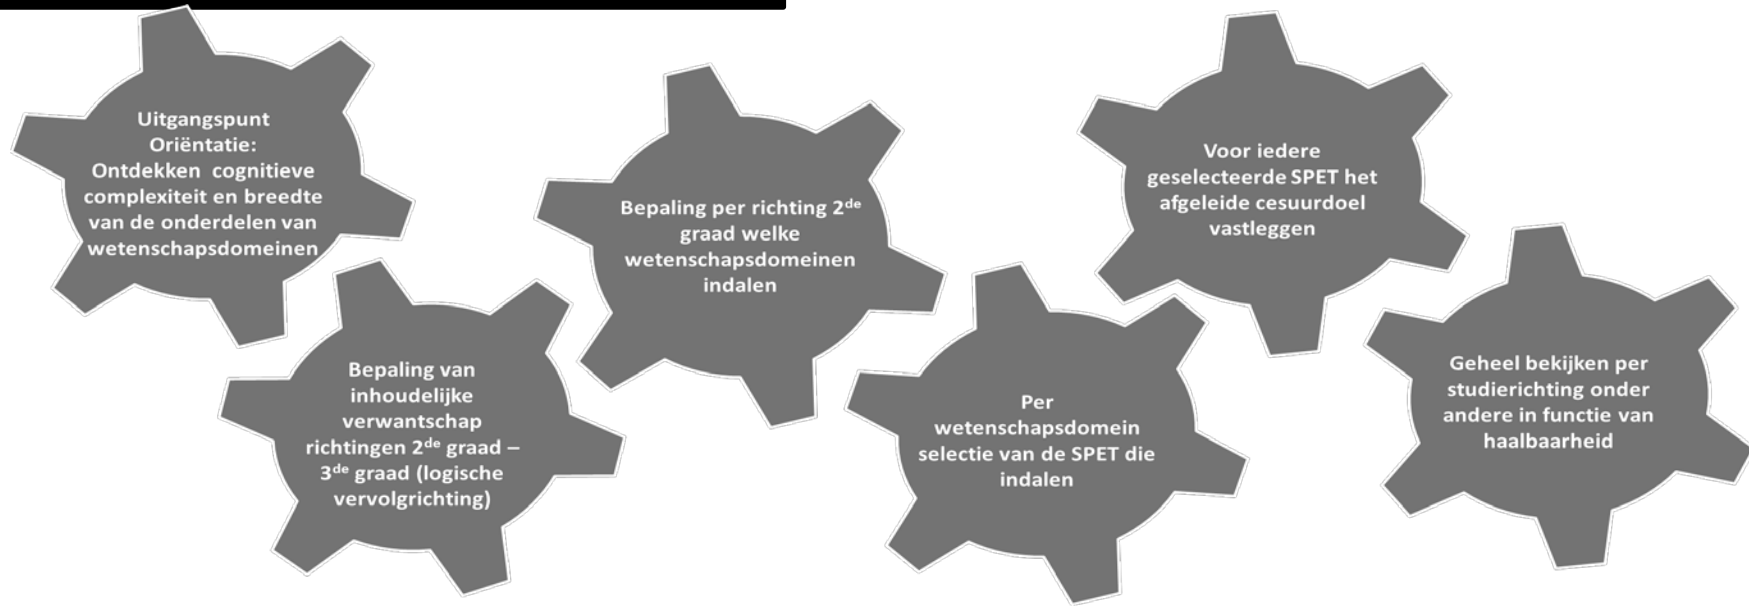 Uitgangspunt
Oriëntatie:
Ontdekken cognitieve
complexiteit en breedte
van de onderdelen van
wetenschapsdomeinen
Bepaling van
inhoudelijke
verwantschap
richtingen 2de graad –
3de graad (logische
vervolgrichting)
Bepaling per richting 2de
graad welke
wetenschapsdomeinen
indalen
Per
wetenschapsdomein
selectie van de SPET die
indalen
Voor iedere
geselecteerde SPET het
afgeleide cesuurdoel
vastleggen
Geheel bekijken per
studierichting onder
andere in functie van
haalbaarheid